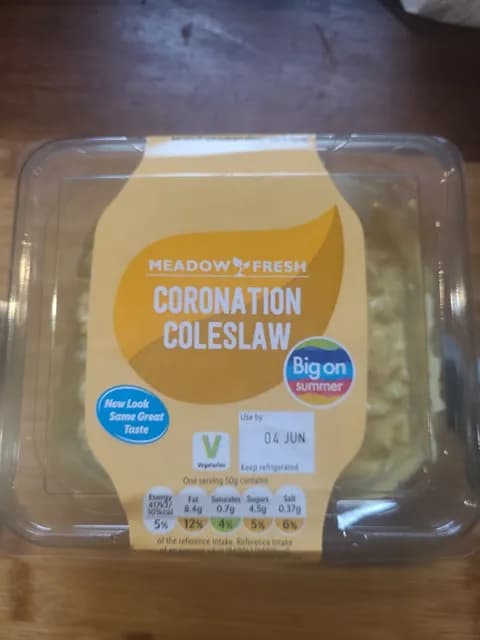 MEADOW FRESH
CORONATION
COLESLAW
Big on
summer
New Look
Same Great
Taste
Use by
04 JUN
Keep refrigerated
V
Vegetarian
One serving 50g contains
Energy Fat Saturates Sugars Salt
8.4g 0.7g 4.5g 0.37g
5% 12% 4% 5% 6%
of the reference intake. Reference intake